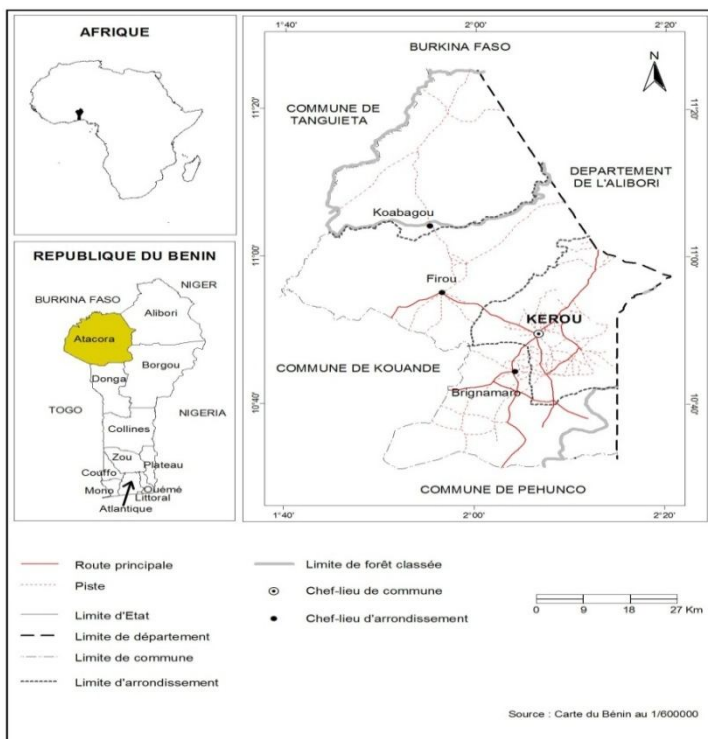 AFRIQUE
REPUBLIQUE DU BENIN
NIGER
BURKINA FASO
Alibori
Atacora
Borgou
Donga
TOGO
NIGERIA
Collines
Zou
Plateau
Couffo
Mono
Ouémé
Littoral
Atlantique
1°40'
2°00'
2°20'
BURKINA FASO
N
11°20'
11°20'
COMMUNE DE
TANGUIETA
DEPARTEMENT
DE L'ALIBORI
Koabagou
11°00'
11°00'
Firou
KEROU
COMMUNE DE KOUANDE
Brignamaro
10°40'
10°40'
COMMUNE DE PEHUNCO
1°40'
2°00'
2°20'
Route principale
Piste
Limite d'Etat
Limite de département
Limite de commune
Limite d'arrondissement
Limite de forêt classée
Chef-lieu de commune
Chef-lieu d'arrondissement
0 9 18 27 Km
Source : Carte du Bénin au 1/600000